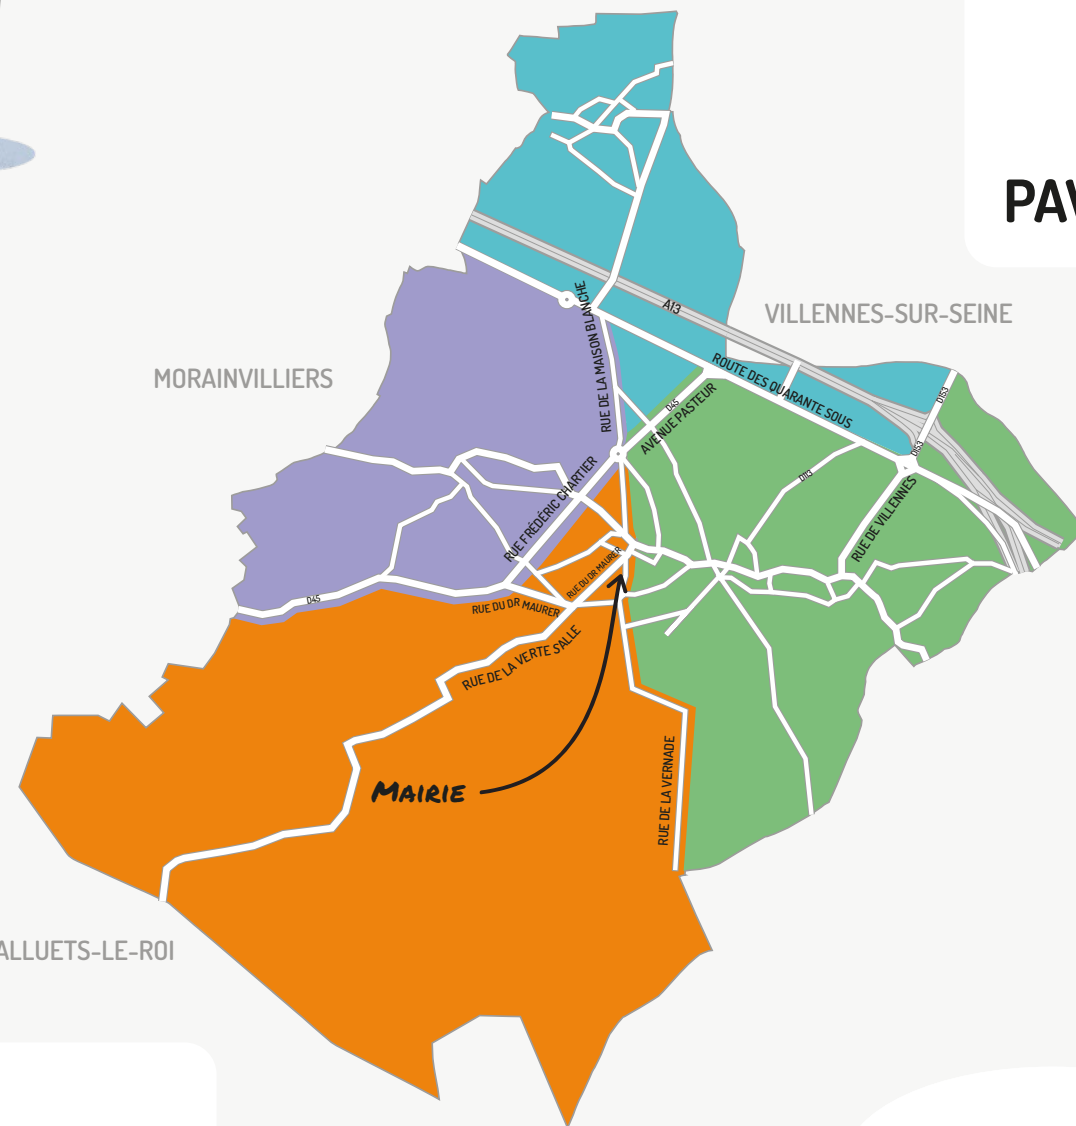 PAV
VILLENNES-SUR-SEINE
MORAINVILLIERS
A13
RUE DE LA MAISON BLANCHE
ROUTE DES QUARANTE SOUS
D153
D45
AVENUE PASTEUR
D153
D113
RUE FRÉDÉRIC CHARTIER
RUE DE VILLENNES
RUE DU DR MAURER
D45
RUE DU DR MAURER
RUE DE LA VERTE SALLE
RUE DE LA VERNADE
MAIRIE
ALLUETS-LE-ROI